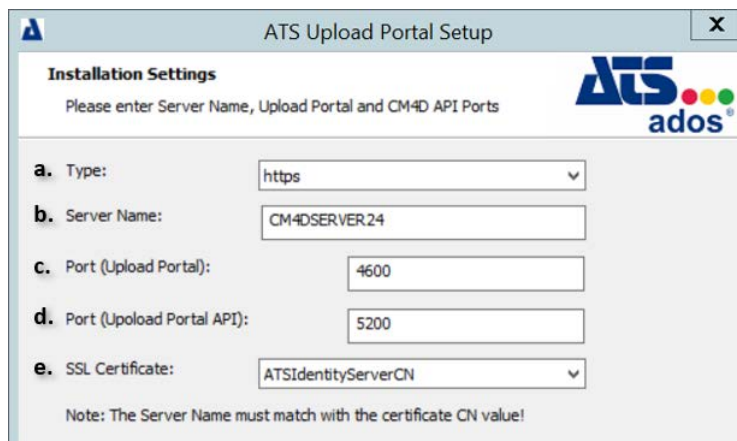 ATS Upload Portal Setup X
Installation Settings
Please enter Server Name, Upload Portal and CM4D API Ports
ATS
ados®
a. Type: https
b. Server Name: CM4DSERVER24
c. Port (Upload Portal): 4600
d. Port (Upoload Portal API): 5200
e. SSL Certificate: ATSIdentityServerCN
Note: The Server Name must match with the certificate CN value!